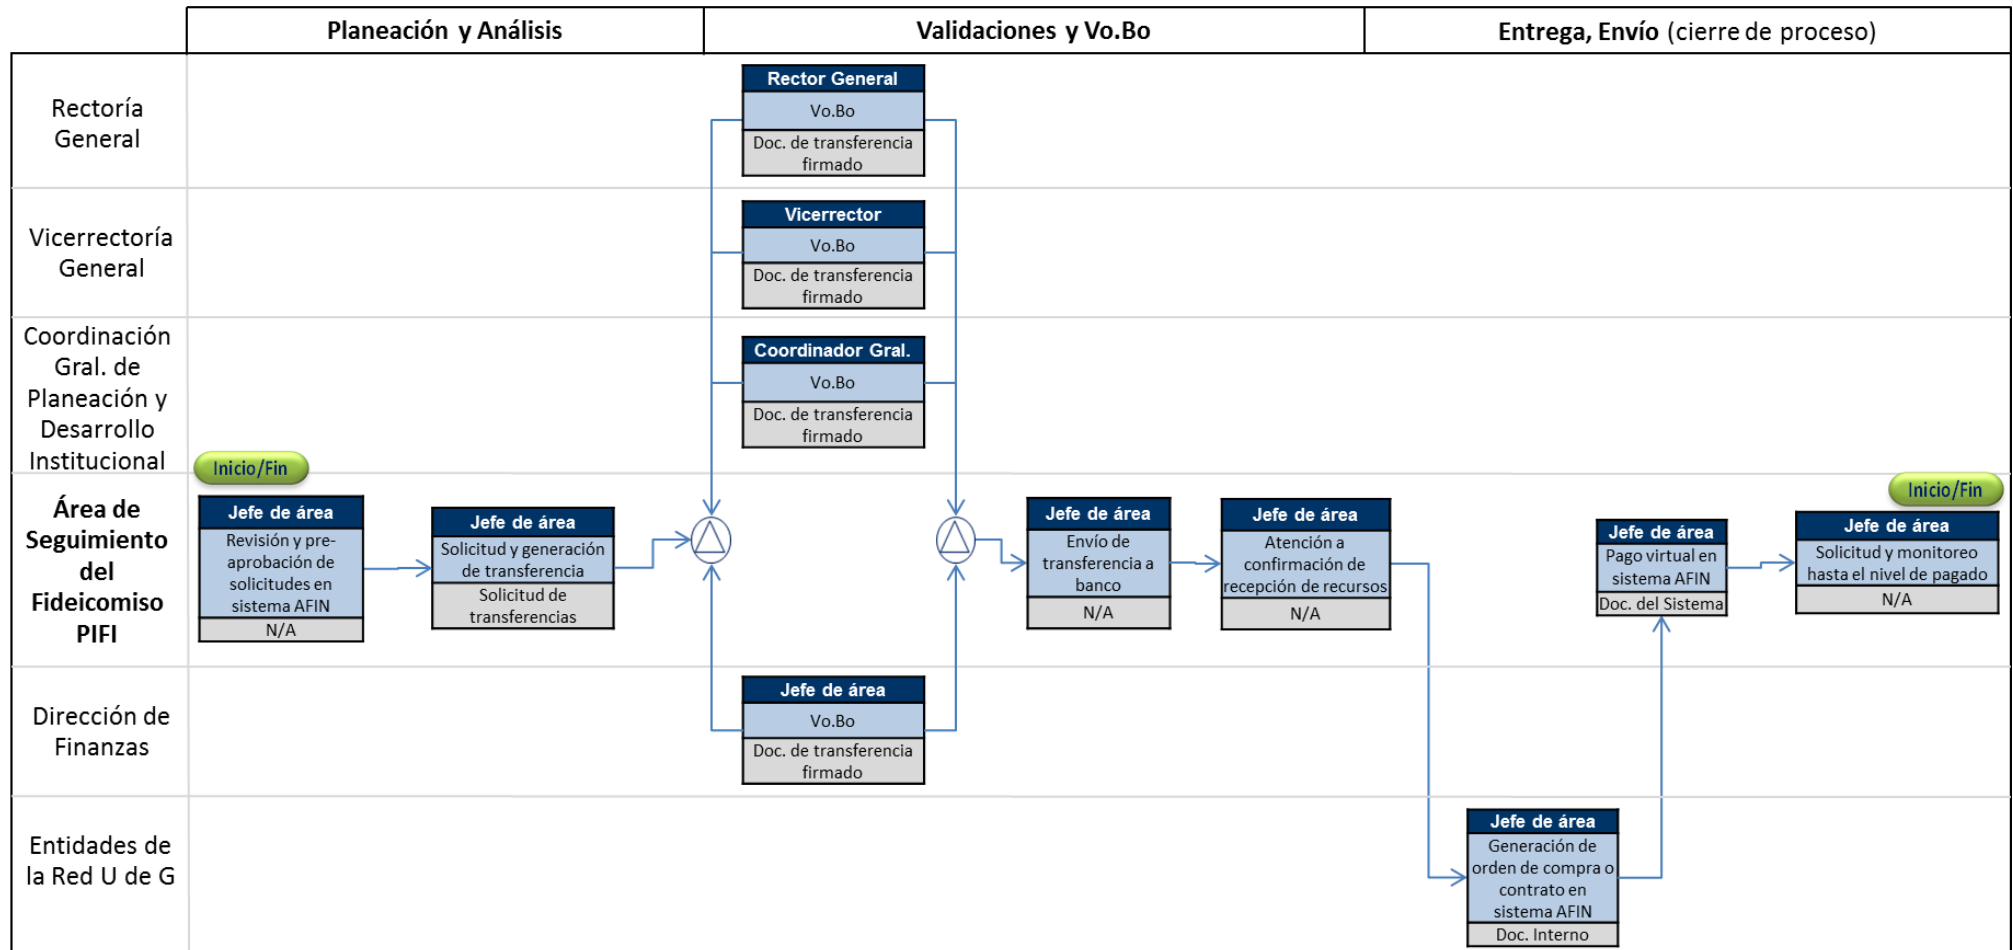 Planeación y Análisis
Validaciones y Vo.Bo
Entrega, Envío (cierre de proceso)
Rectoría
General
Rector General
Vo.Bo
Doc. de transferencia
firmado
Vicerrectoría
General
Vicerrector
Vo.Bo
Doc. de transferencia
firmado
Coordinación
Gral. de
Planeación y
Desarrollo
Institucional
Coordinador Gral.
Vo.Bo
Doc. de transferencia
firmado
Área de
Seguimiento
del
Fideicomiso
PIFI
Inicio/Fin
Jefe de área
Revisión y pre-
aprobación de
solicitudes en
sistema AFIN
N/A
Jefe de área
Solicitud y generación
de transferencia
Solicitud de
transferencias
Jefe de área
Envío de
transferencia a
banco
N/A
Jefe de área
Atención a
confirmación de
recepción de recursos
N/A
Jefe de área
Pago virtual en
sistema AFIN
Doc. del Sistema
Inicio/Fin
Jefe de área
Solicitud y monitoreo
hasta el nivel de pagado
N/A
Dirección de
Finanzas
Jefe de área
Vo.Bo
Doc. de transferencia
firmado
Entidades de
la Red U de G
Jefe de área
Generación de
orden de compra o
contrato en
sistema AFIN
Doc. Interno